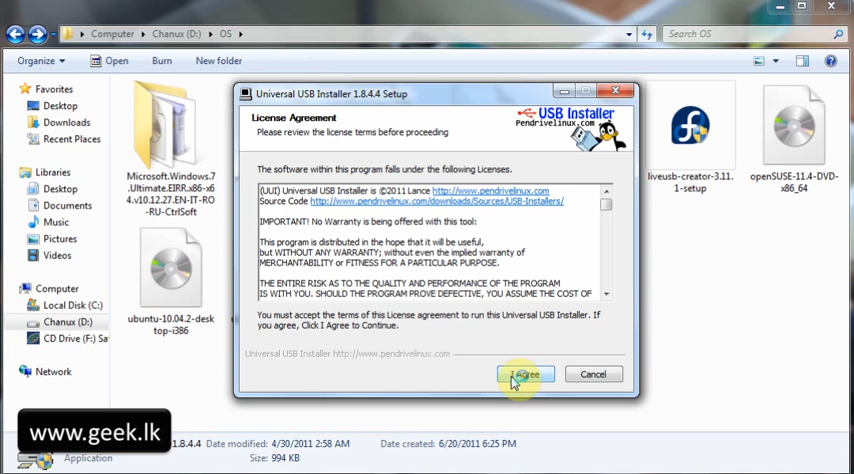 Computer
Chanux (D:)
OS
Search OS
Organize
Open
Burn
New folder
Favorites
Desktop
Downloads
Recent Places
Libraries
Desktop
Documents
Music
Pictures
Videos
Computer
Local Disk (C:)
Chanux (D:)
CD Drive (F:) Sa
Network
Microsoft.Windows.7
.Ultimate.EIRR.x86-x6
4.v10.12.27.EN-IT-RO
-RU-CtrlSoft
ubuntu-10.04.2-desk
top-i386
Universal USB Installer 1.8.4.4 Setup
License Agreement
Please review the license terms before proceeding
USB Installer
Pendrivelinux.com
The software within this program falls under the following Licenses.
(UUI) Universal USB Installer is ©2011 Lance http://www.pendrivelinux.com
Source Code http://www.pendrivelinux.com/downloads/Sources/USB-Installers/
IMPORTANT! No Warranty is being offered with this tool:
This program is distributed in the hope that it will be useful,
but WITHOUT ANY WARRANTY; without even the implied warranty of
MERCHANTABILITY or FITNESS FOR A PARTICULAR PURPOSE.
THE ENTIRE RISK AS TO THE QUALITY AND PERFORMANCE OF THE PROGRAM
IS WITH YOU. SHOULD THE PROGRAM PROVE DEFECTIVE, YOU ASSUME THE COST OF
You must accept the terms of this License agreement to run this Universal USB Installer. If
you agree, Click I Agree to Continue.
Universal USB Installer http://www.pendrivelinux.com
I Agree
Cancel
liveusb-creator-3.11.
1-setup
openSUSE-11.4-DVD-
x86_64
www.geek.lk
1.8.4.4 Date modified: 4/30/2011 2:58 AM
Date created: 6/20/2011 6:25 PM
Application
Size: 994 KB